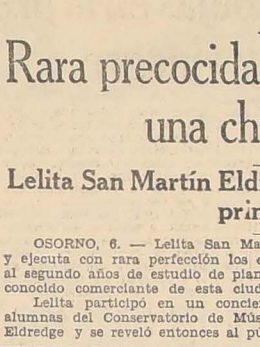 Rara precocida
una ch
Lelita San Martín Eld
prin
OSORNO, 6. — Lelita San Ma
y ejecuta con rara perfección los e
al segundo años de estudio de pian
conocido comerciante de esta ciud
Lelita participó en un concier
alumnas del Conservatorio de Mús
Eldredge y se reveló entonces al pú